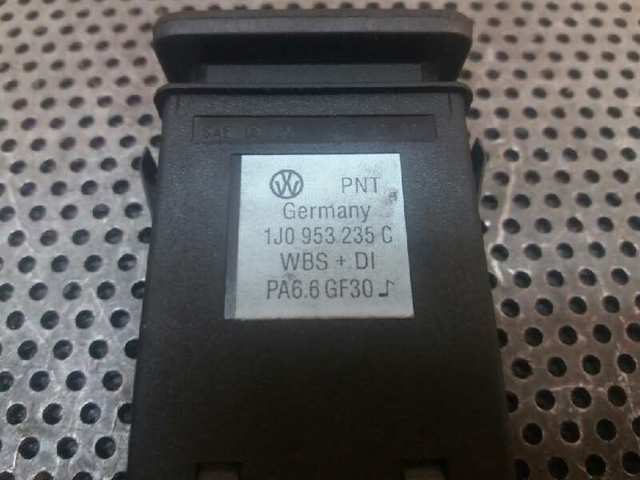 PNT
Germany
1J0 953 235 C
WBS + DI
PA6.6 GF30